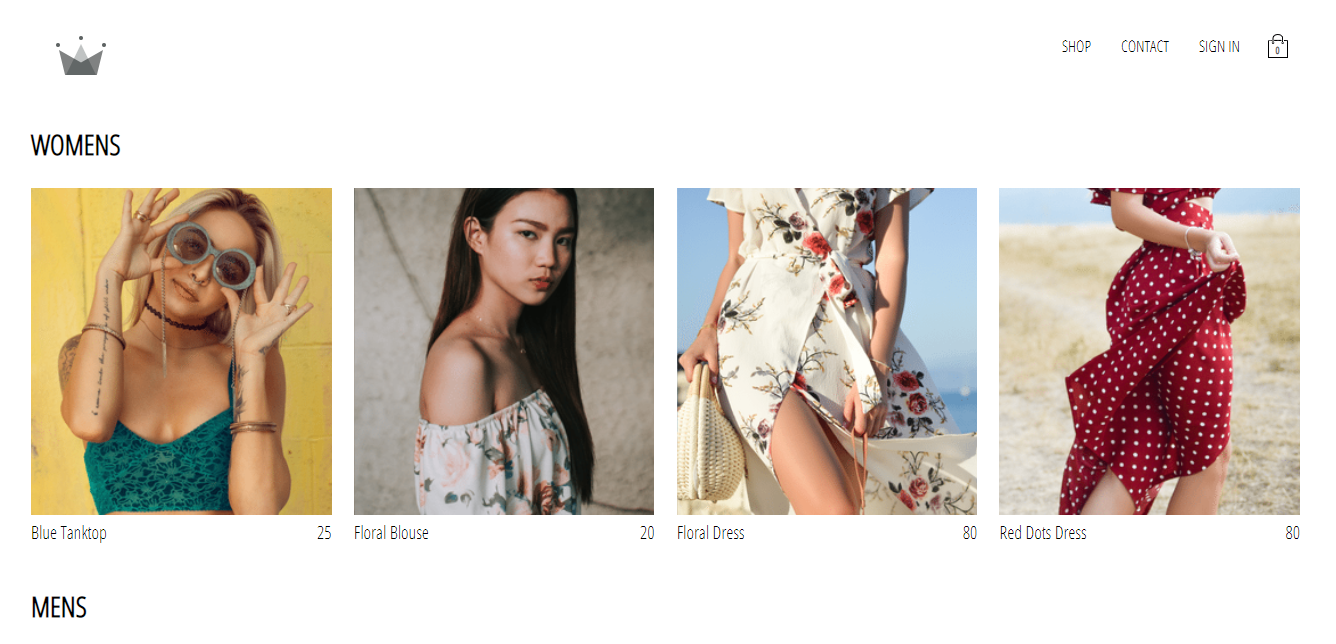 SHOP CONTACT SIGN IN 0
WOMENS
Blue Tanktop 25 Floral Blouse 20 Floral Dress 80 Red Dots Dress 80
MENS